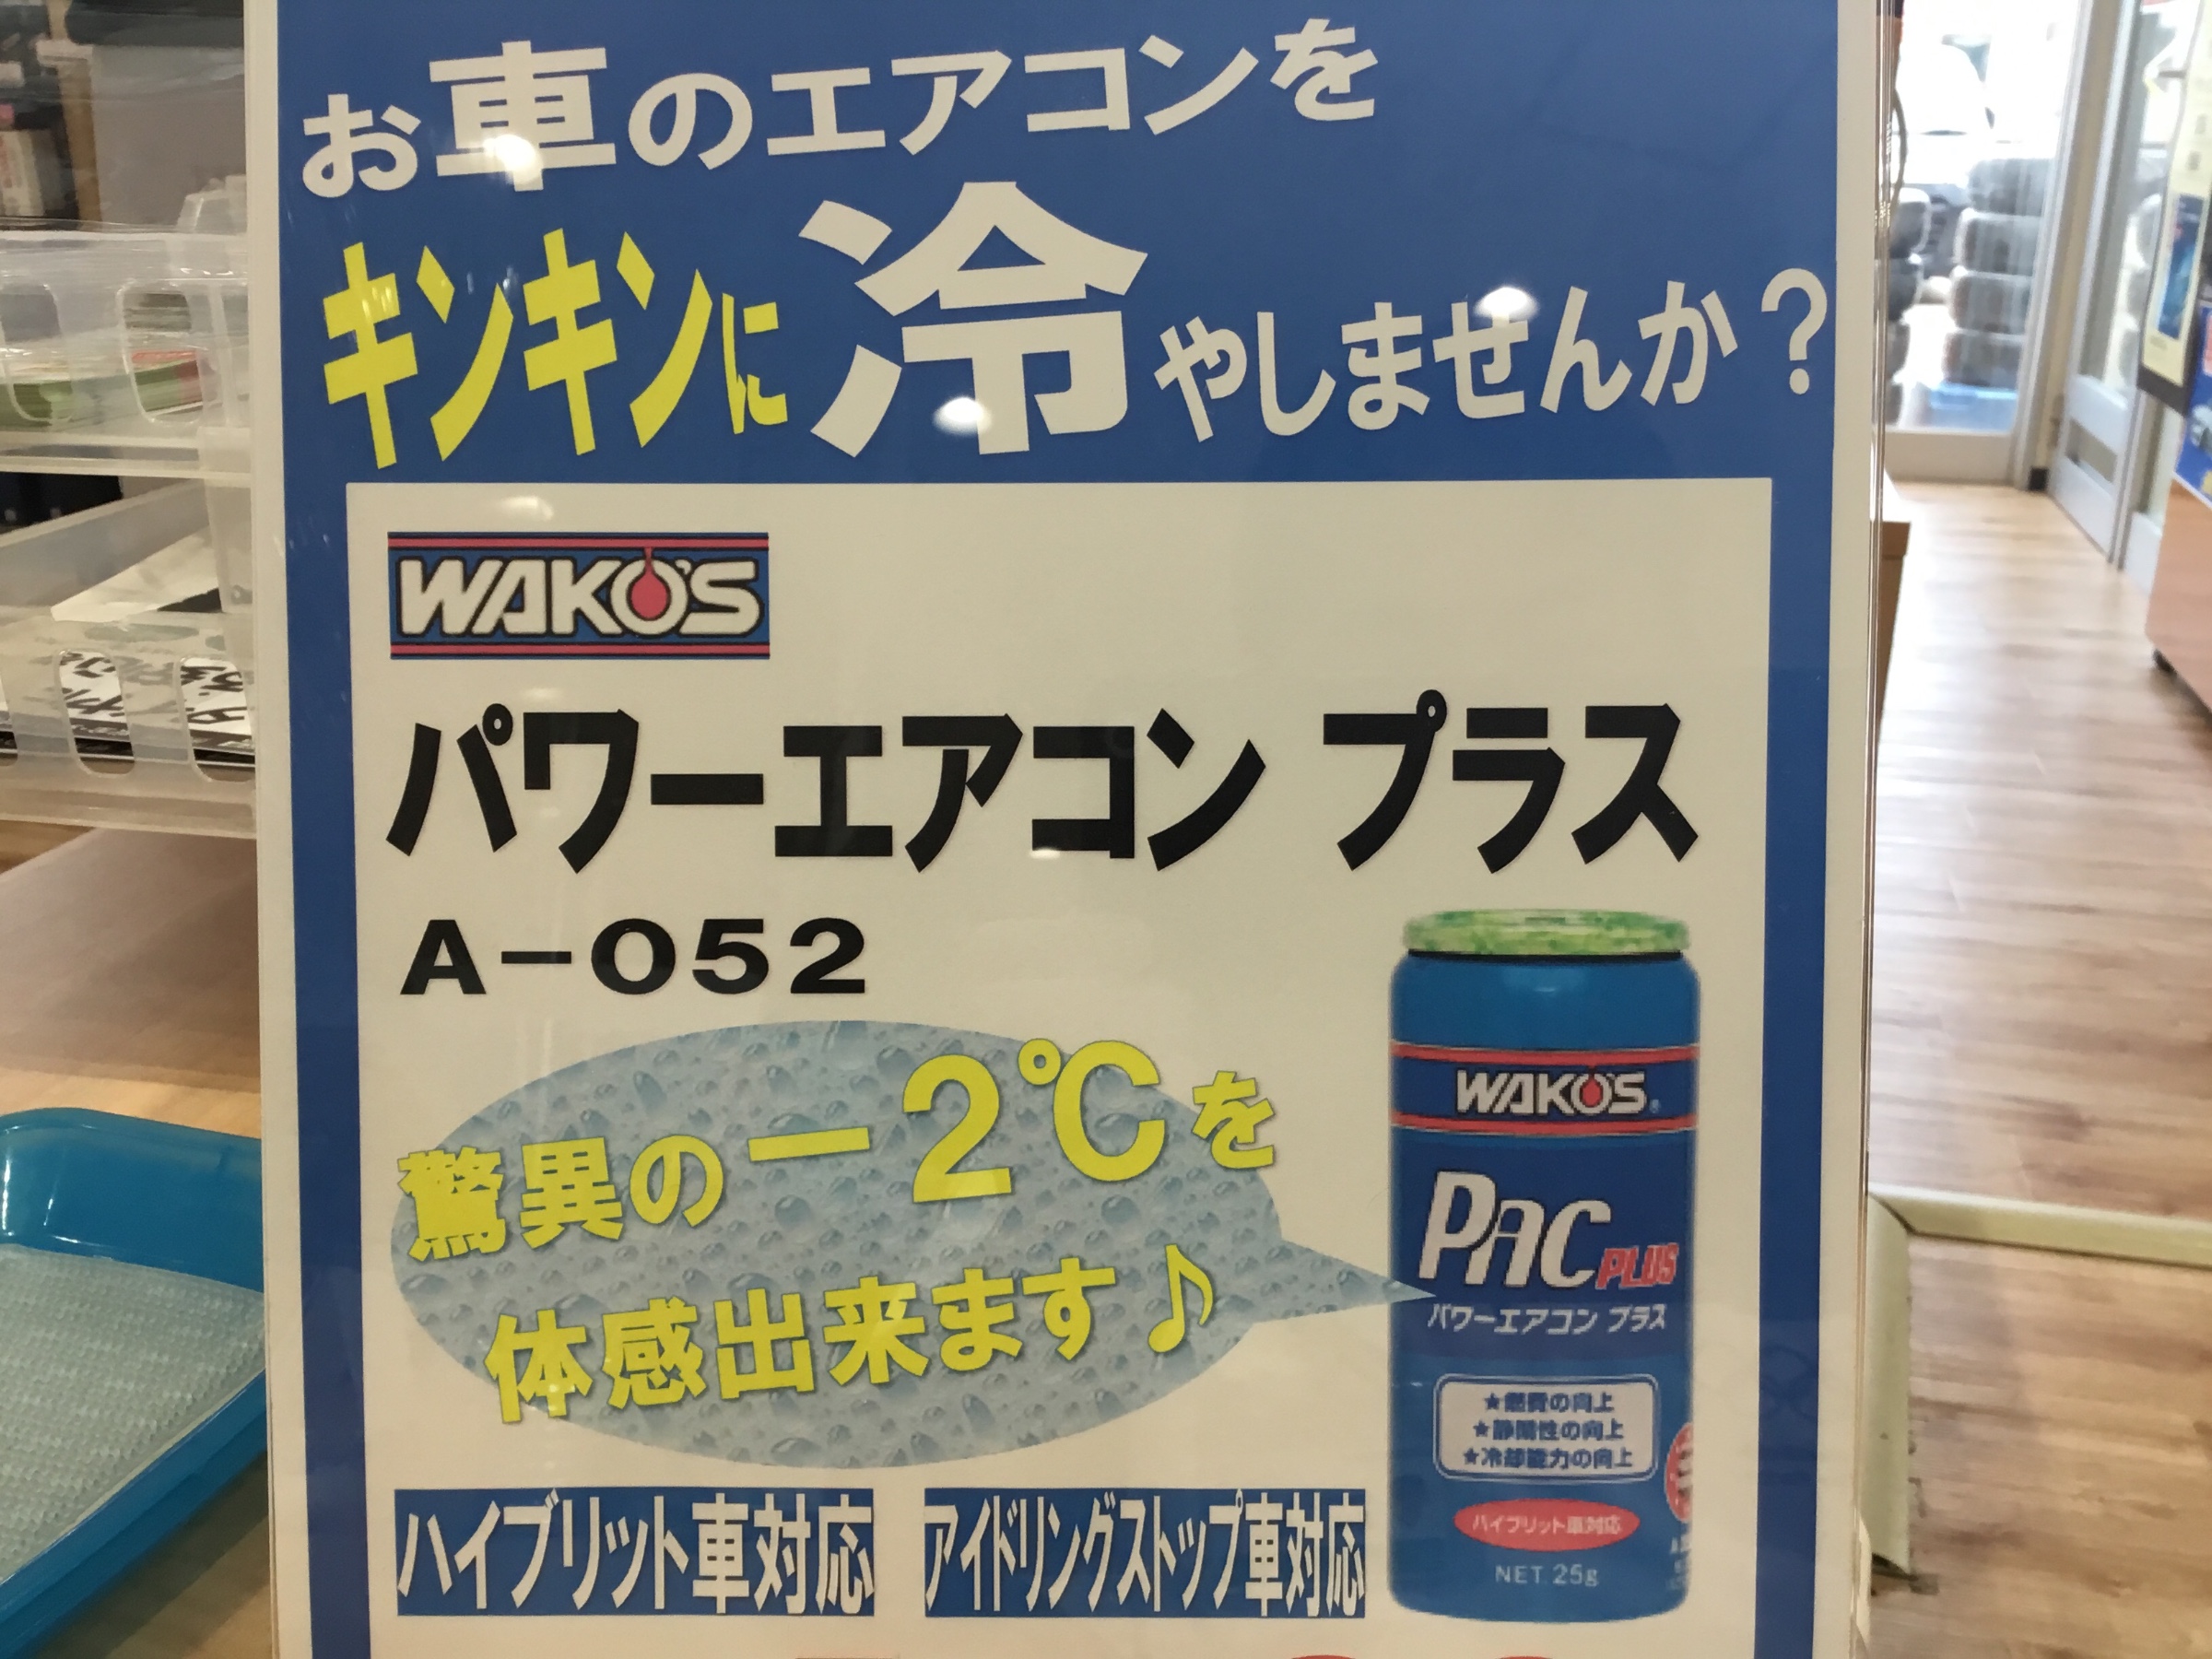 お車のエアコンを
キンキンに冷やしませんか？
WAKO'S
パワーエアコン プラス
A-052
驚異の－2℃を
体感出来ます♪
WAKO'S
PAC PLUS
パワーエアコン プラス
★燃費の向上
★静閑性の向上
★冷却能力の向上
ハイブリット車対応
NET.25g
ハイブリット車対応
アイドリングストップ車対応